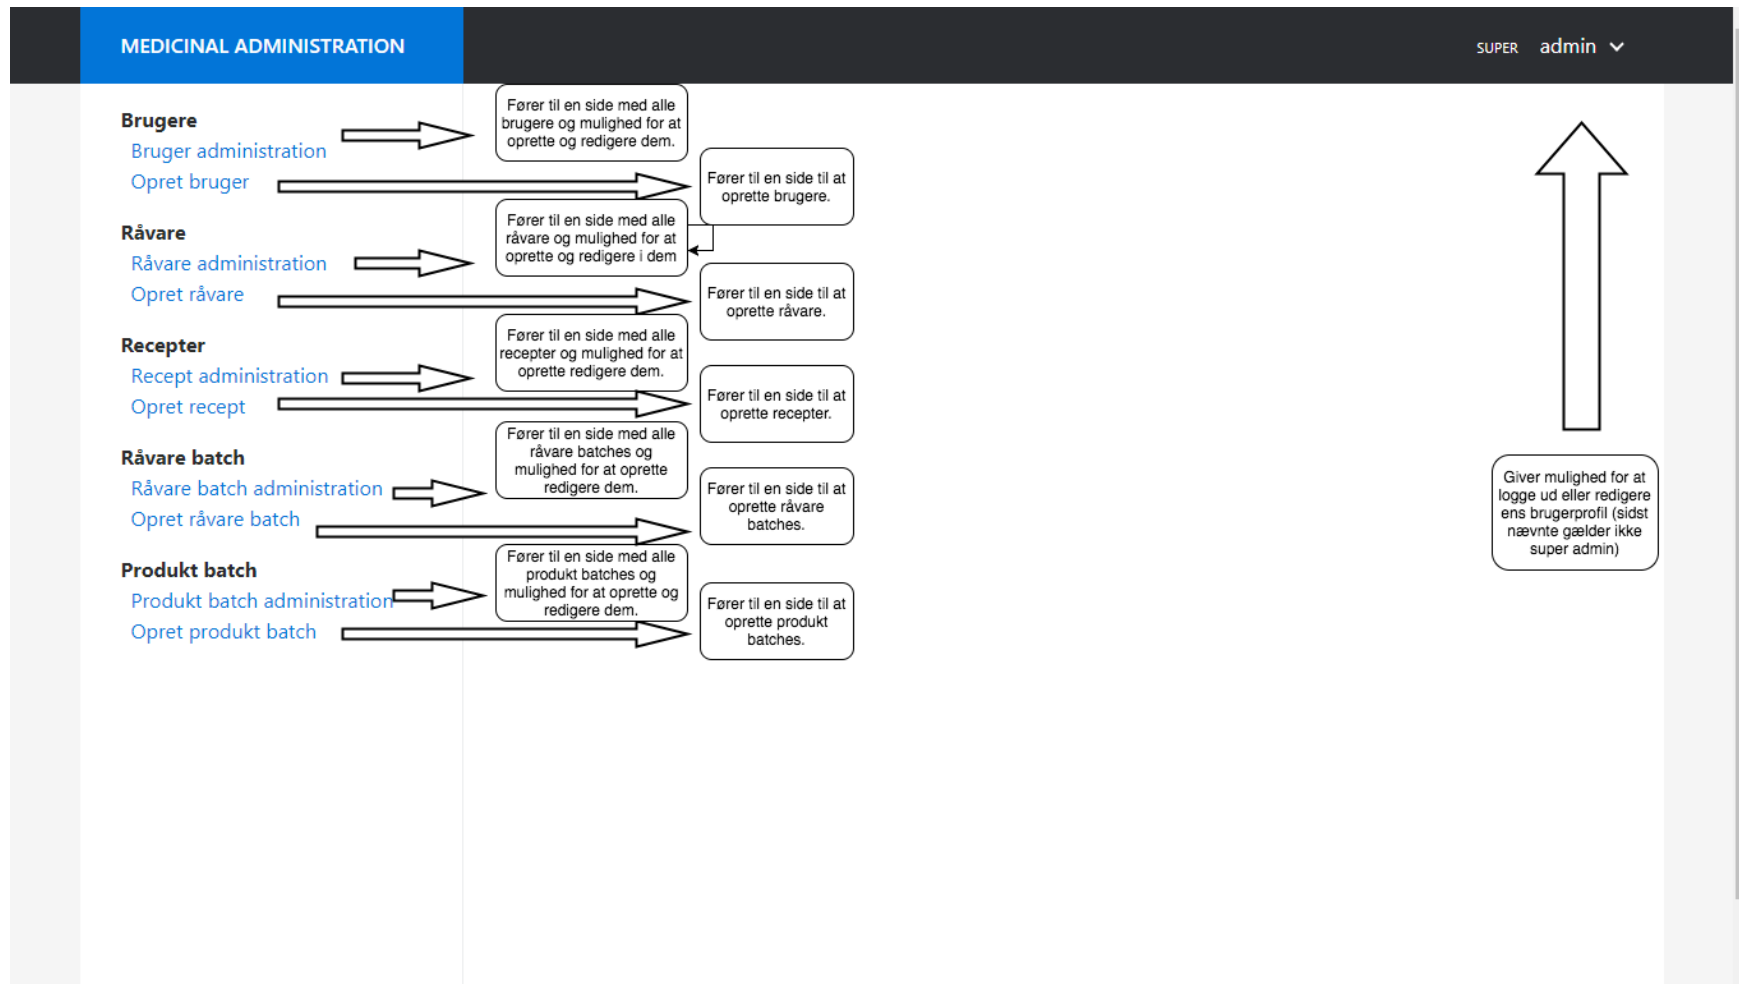 MEDICINAL ADMINISTRATION
SUPER admin
Brugere
Bruger administration
Opret bruger
Råvare
Råvare administration
Opret råvare
Recepter
Recept administration
Opret recept
Råvare batch
Råvare batch administration
Opret råvare batch
Produkt batch
Produkt batch administration
Opret produkt batch
Fører til en side med alle
brugere og mulighed for at
oprette og redigere dem.
Fører til en side til at
oprette brugere.
Fører til en side med alle
råvare og mulighed for at
oprette og redigere i dem
Fører til en side til at
oprette råvare.
Fører til en side med alle
recepter og mulighed for at
oprette redigere dem.
Fører til en side til at
oprette recepter.
Fører til en side med alle
råvare batches og
mulighed for at oprette
redigere dem.
Fører til en side til at
oprette råvare
batches.
Fører til en side med alle
produkt batches og
mulighed for at oprette og
redigere dem.
Fører til en side til at
oprette produkt
batches.
Giver mulighed for at
logge ud eller redigere
ens brugerprofil (sidst
nævnte gælder ikke
super admin)